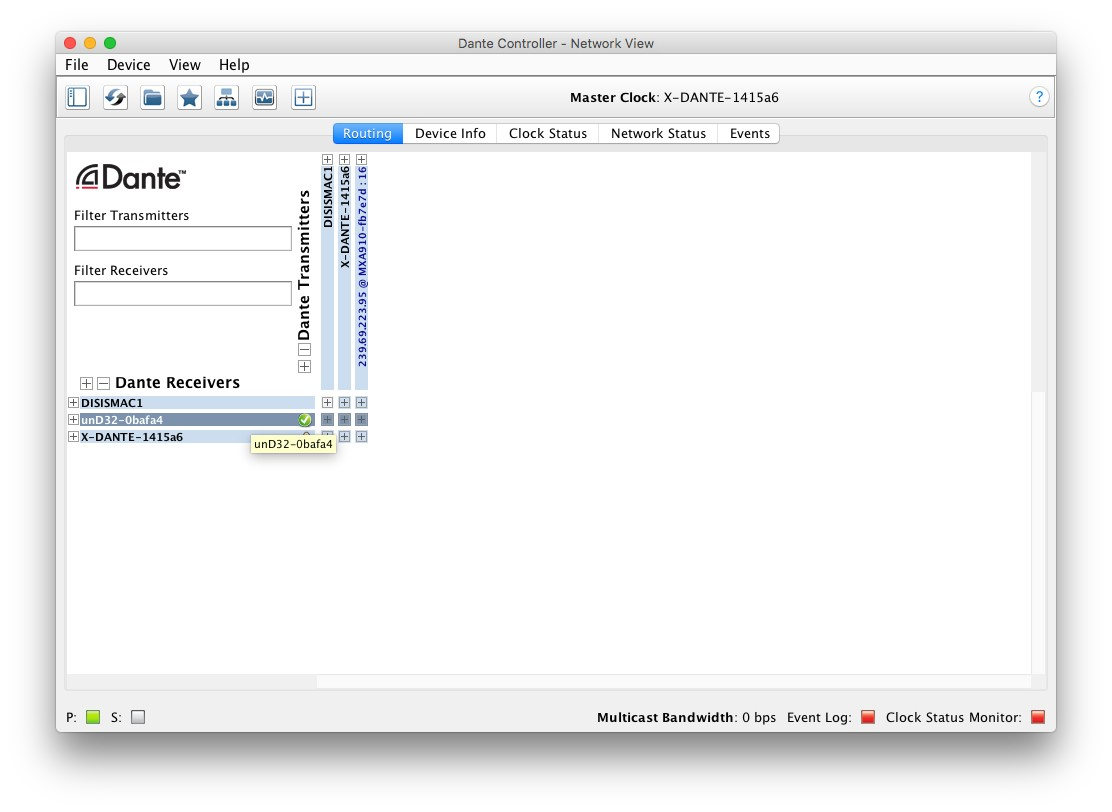 Dante Controller - Network View
File Device View Help
Master Clock: X-DANTE-1415a6
?
Routing Device Info Clock Status Network Status Events
Dante™
Filter Transmitters
Filter Receivers
Dante Transmitters
DISISMAC1
X-DANTE-1415a6
239.69.223.95 @ MXA910-fb7e7d : 16
Dante Receivers
DISISMAC1
unD32-0bafa4
X-DANTE-1415a6
unD32-0bafa4
P: S: Multicast Bandwidth: 0 bps Event Log: Clock Status Monitor: